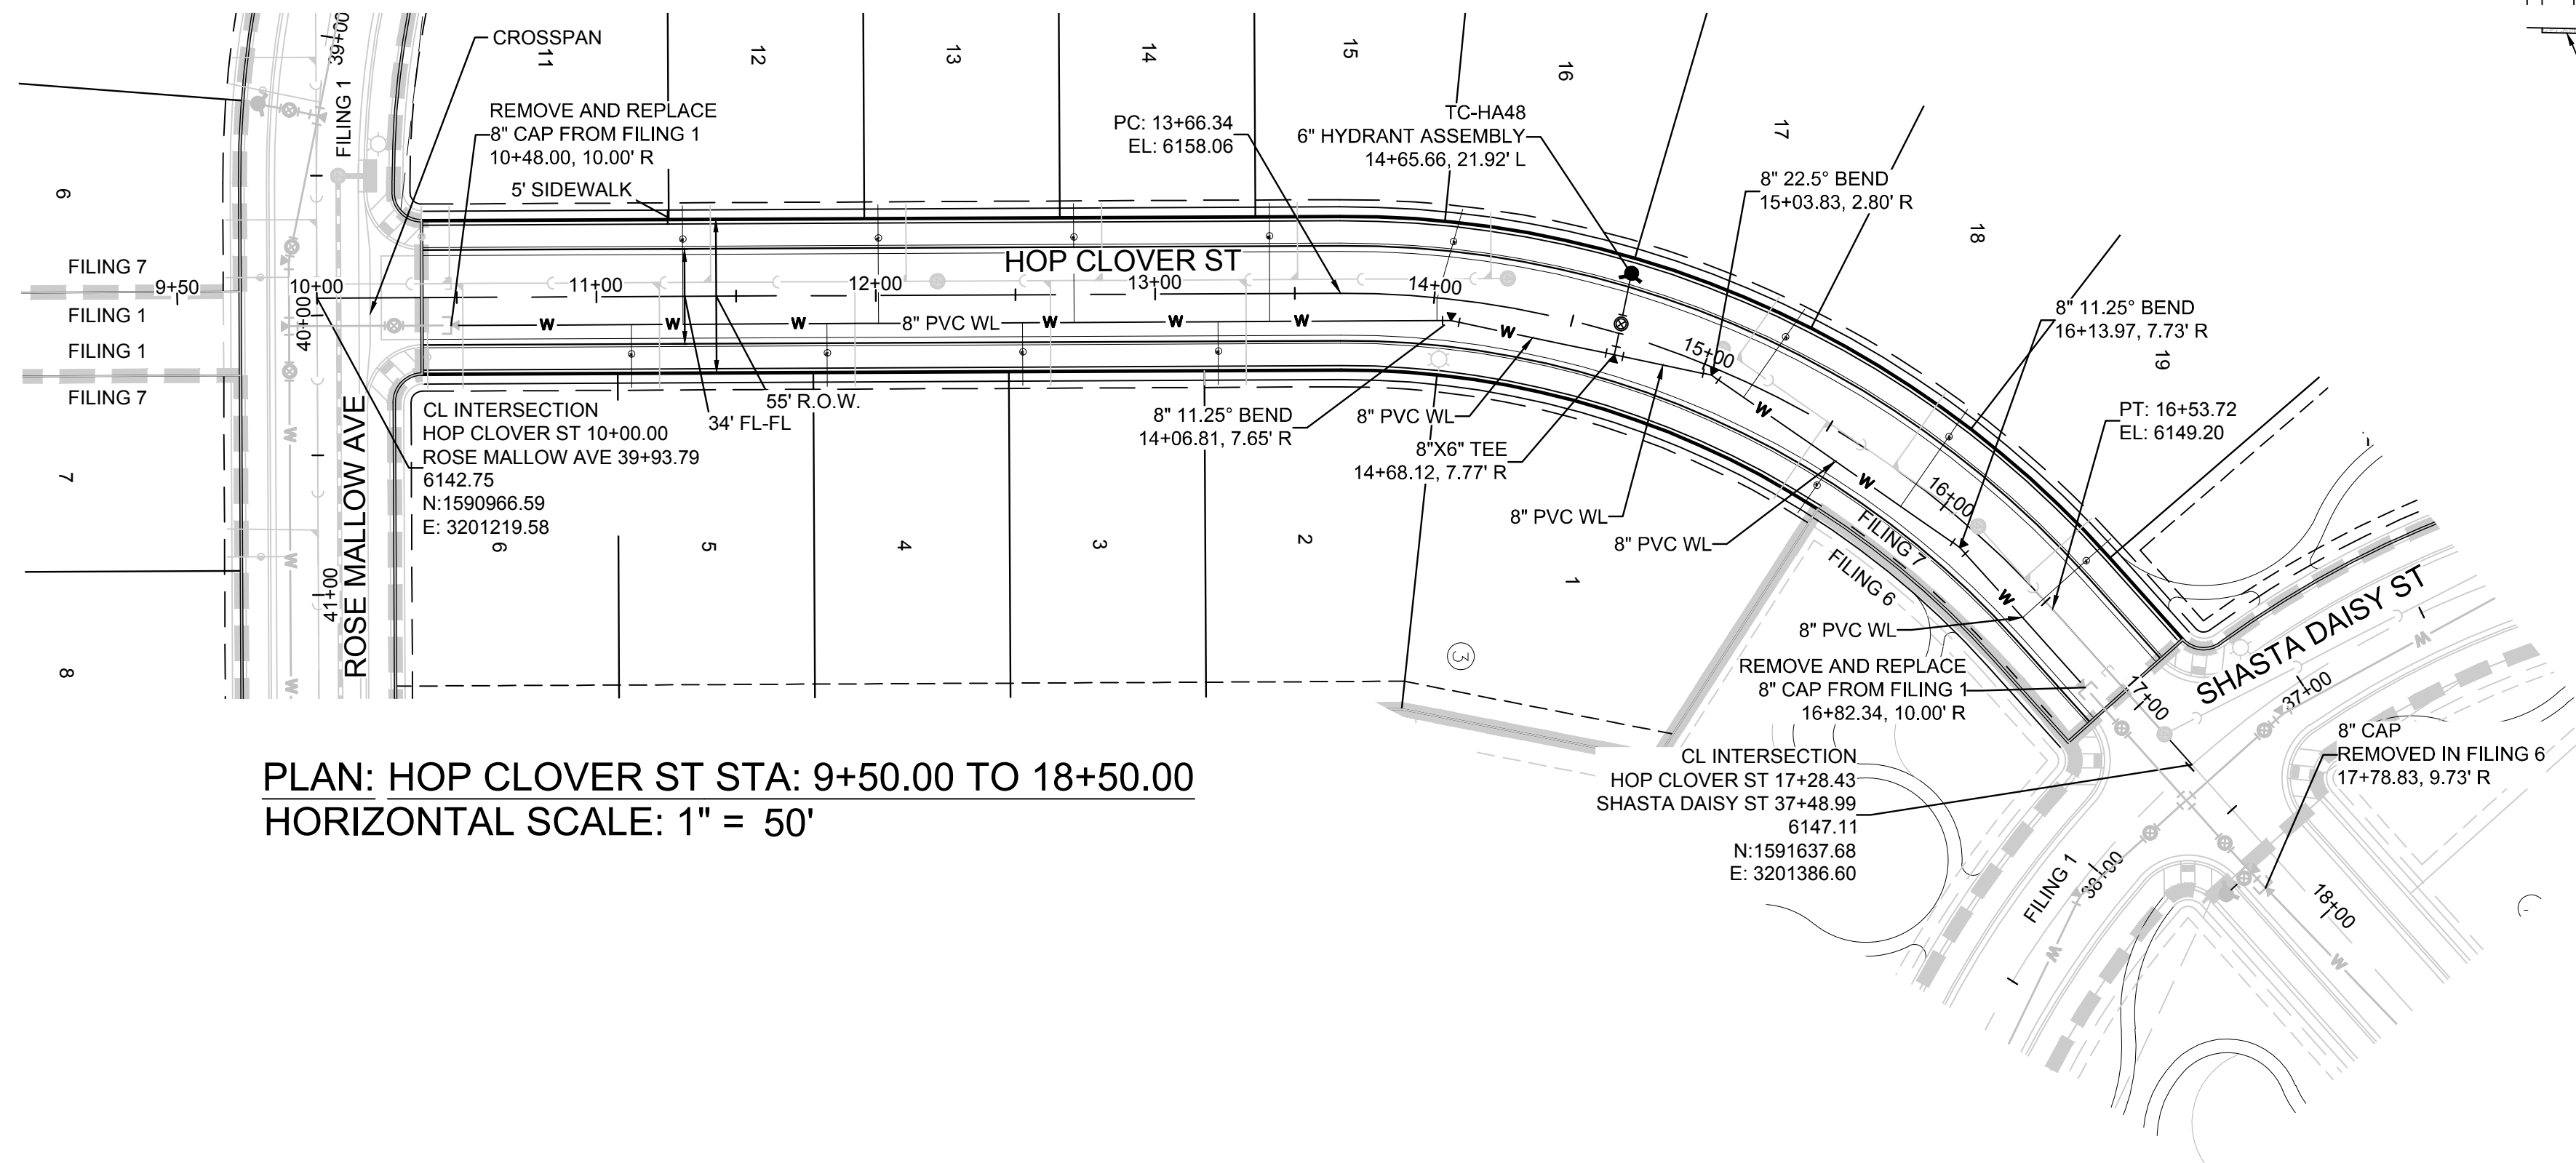 CROSSPAN
REMOVE AND REPLACE
8" CAP FROM FILING 1
10+48.00, 10.00' R
5' SIDEWALK
FILING 1
39+00
11
12
13
14
15
16
17
18
19
PC: 13+66.34
EL: 6158.06
TC-HA48
6" HYDRANT ASSEMBLY
14+65.66, 21.92' L
8" 22.5° BEND
15+03.83, 2.80' R
8" 11.25° BEND
16+13.97, 7.73' R
PT: 16+53.72
EL: 6149.20
HOP CLOVER ST
FILING 7
9+50
FILING 1
FILING 1
FILING 7
10+00
11+00
12+00
13+00
14+00
15+00
16+00
17+00
18+00
40+00
41+00
ROSE MALLOW AVE
W
W
W
8" PVC WL
W
W
W
W
W
W
W
34' FL-FL
55' R.O.W.
CL INTERSECTION
HOP CLOVER ST 10+00.00
ROSE MALLOW AVE 39+93.79
6142.75
N:1590966.59
E: 3201219.58
8" 11.25° BEND
14+06.81, 7.65' R
8" PVC WL
8"X6" TEE
14+68.12, 7.77' R
8" PVC WL
8" PVC WL
FILING 7
FILING 6
8" PVC WL
REMOVE AND REPLACE
8" CAP FROM FILING 1
16+82.34, 10.00' R
SHASTA DAISY ST
37+00
38+00
FILING 1
8" CAP
REMOVED IN FILING 6
17+78.83, 9.73' R
CL INTERSECTION
HOP CLOVER ST 17+28.43
SHASTA DAISY ST 37+48.99
6147.11
N:1591637.68
E: 3201386.60
W
W
W
W
W
W
W
7
8
6
6
5
4
3
2
1
3
PLAN: HOP CLOVER ST STA: 9+50.00 TO 18+50.00
HORIZONTAL SCALE: 1" = 50'